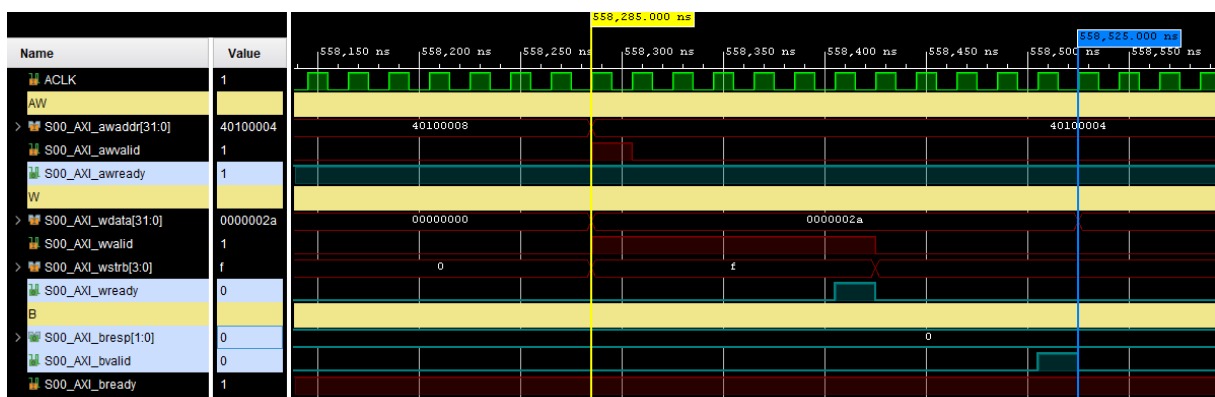 558,285.000 ns
558,525.000 ns
Name Value
558,150 ns 558,200 ns 558,250 ns 558,300 ns 558,350 ns 558,400 ns 558,450 ns 558,500 ns 558,550 ns
ACLK 1
AW
S00_AXI_awaddr[31:0] 40100004 40100008 40100004
S00_AXI_awvalid 1
S00_AXI_awready 1
W
S00_AXI_wdata[31:0] 0000002a 00000000 0000002a
S00_AXI_wvalid 1
S00_AXI_wstrb[3:0] f 0 f
S00_AXI_wready 0
B
S00_AXI_bresp[1:0] 0 0
S00_AXI_bvalid 0
S00_AXI_bready 1